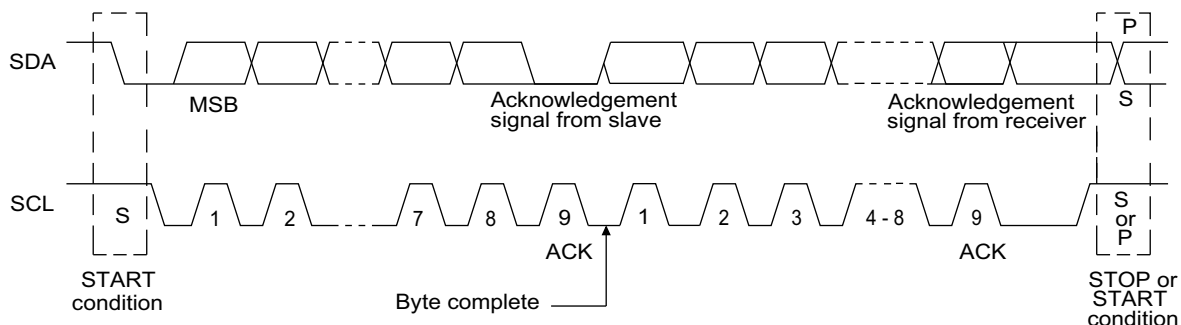 P
SDA
MSB
Acknowledgement
signal from slave
Acknowledgement
signal from receiver
S
SCL
S
1
2
7
8
9
1
2
3
4 - 8
9
S
or
P
ACK
ACK
START
condition
Byte complete
STOP or
START
condition